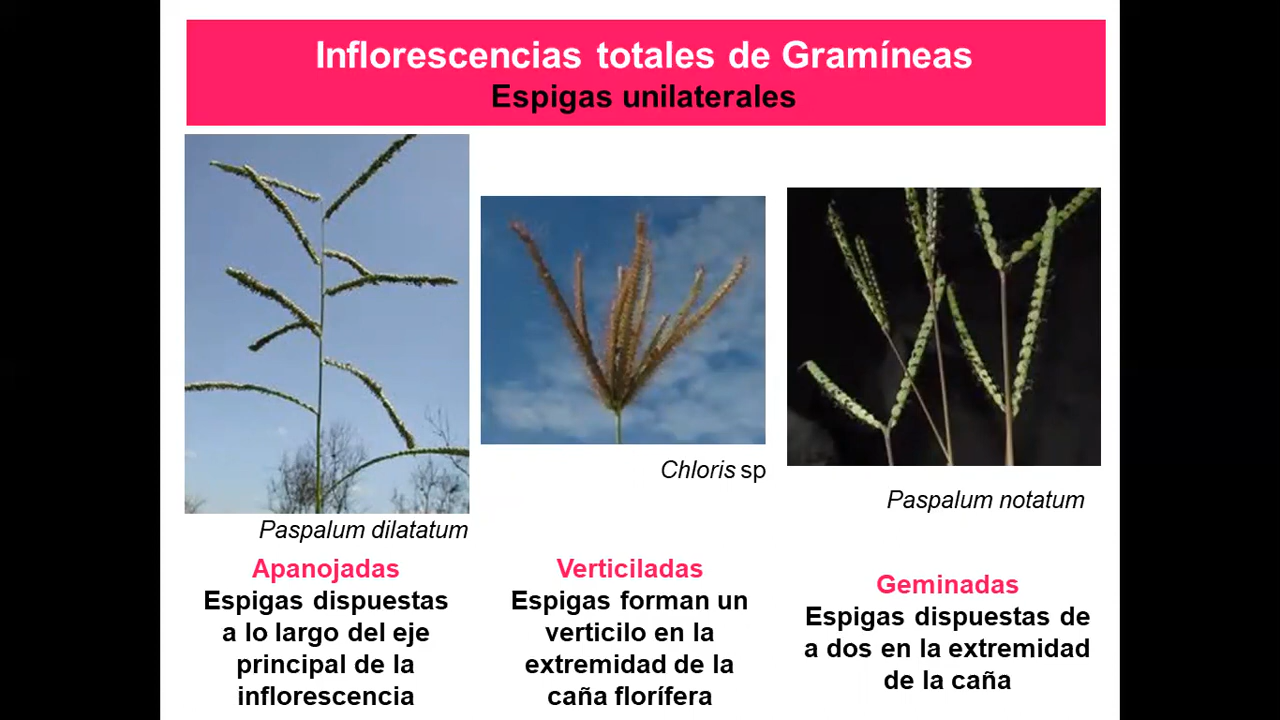 Inflorescencias totales de Gramíneas
Espigas unilaterales
Paspalum dilatatum
Apanojadas
Espigas dispuestas
a lo largo del eje
principal de la
inflorescencia
Chloris sp
Verticiladas
Espigas forman un
verticilo en la
extremidad de la
caña florífera
Paspalum notatum
Geminadas
Espigas dispuestas de
a dos en la extremidad
de la caña